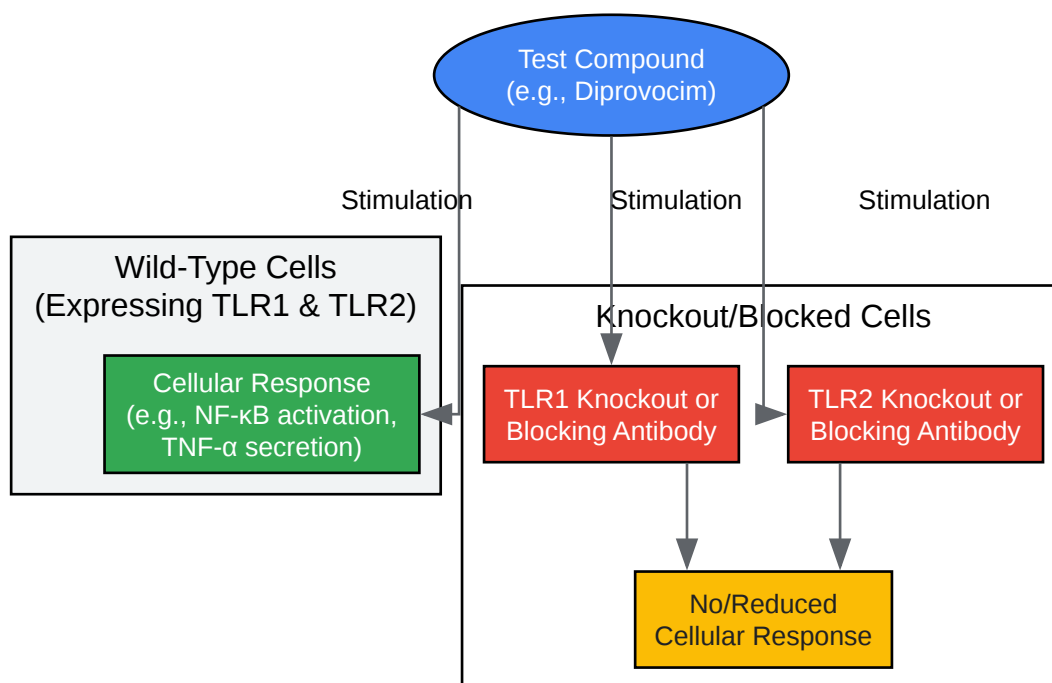 Test Compound
(e.g., Diprovocim)
Stimulation
Stimulation
Stimulation
Wild-Type Cells
(Expressing TLR1 & TLR2)
Cellular Response
(e.g., NF-κB activation,
TNF-α secretion)
Knockout/Blocked Cells
TLR1 Knockout or
Blocking Antibody
TLR2 Knockout or
Blocking Antibody
No/Reduced
Cellular Response